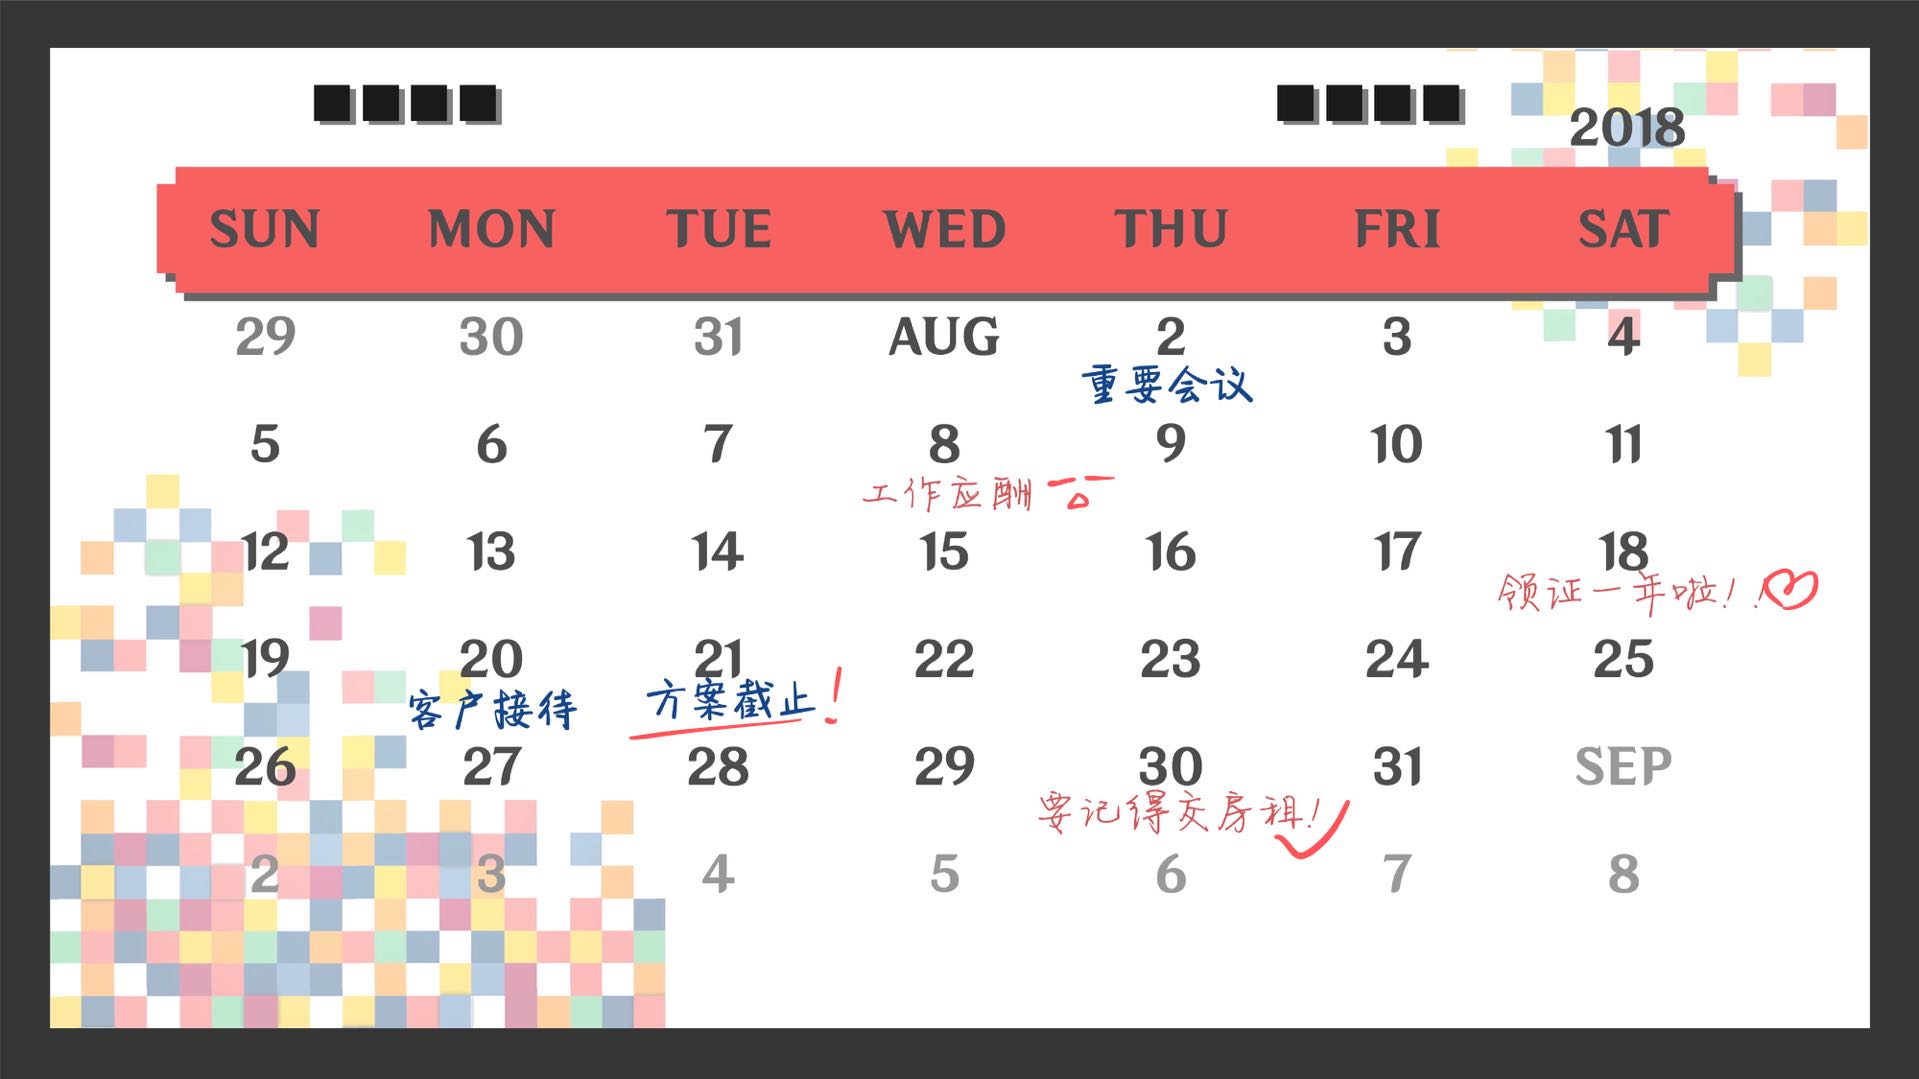 2018
SUN MON TUE WED THU FRI SAT
29 30 31 AUG 2 3 4
重要会议
5 6 7 8 9 10 11
工作应酬
12 13 14 15 16 17 18
领证一年啦！！
19 20 21 22 23 24 25
客户接待 方案截止！
26 27 28 29 30 31 SEP
要记得交房租！
2 3 4 5 6 7 8